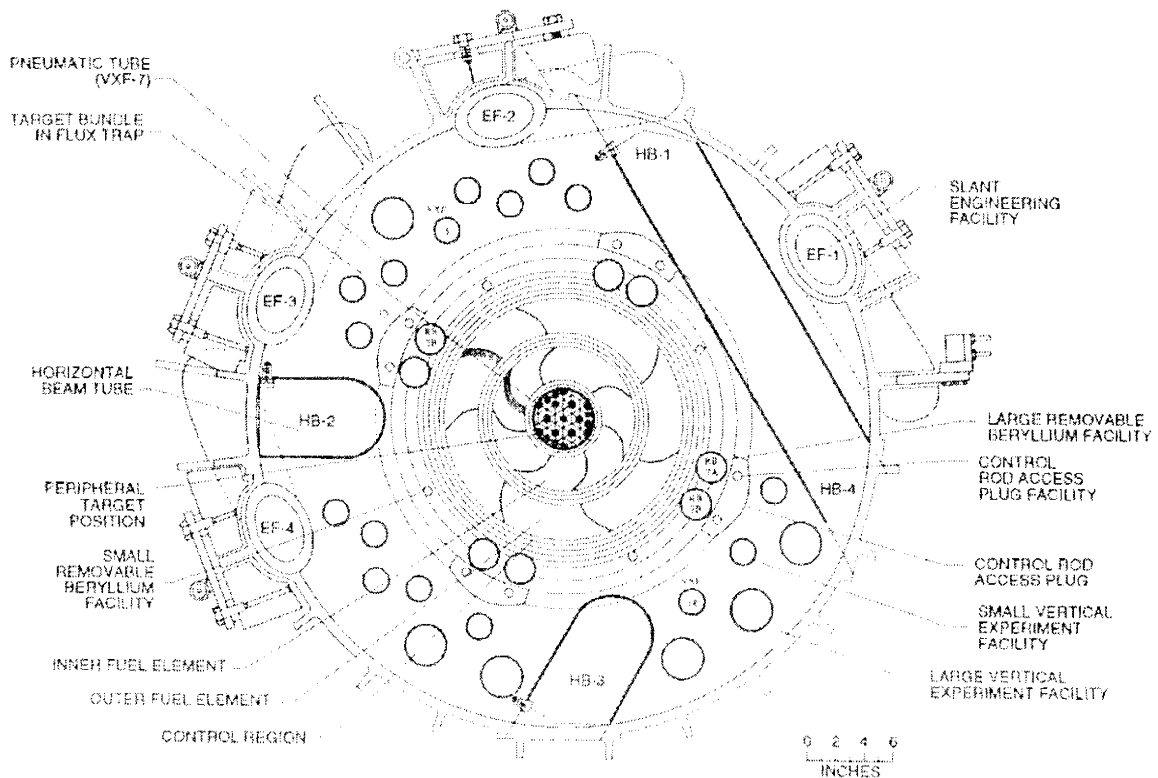 PNEUMATIC TUBE
(VXF-7)
TARGET BUNDLE
IN FLUX TRAP
EF-2
HB-1
EF-1
SLANT
ENGINEERING
FACILITY
EF-3
HORIZONTAL
BEAM TUBE
HB-2
PERIPHERAL
TARGET
POSITION
EF-4
SMALL
REMOVABLE
BERYLLIUM
FACILITY
INNER FUEL ELEMENT
OUTER FUEL ELEMENT
CONTROL REGION
HB-3
HB-4
LARGE REMOVABLE
BERYLLIUM FACILITY
CONTROL
ROD ACCESS
PLUG FACILITY
CONTROL ROD
ACCESS PLUG
SMALL VERTICAL
EXPERIMENT
FACILITY
LARGE VERTICAL
EXPERIMENT FACILITY
0 2 4 6
INCHES